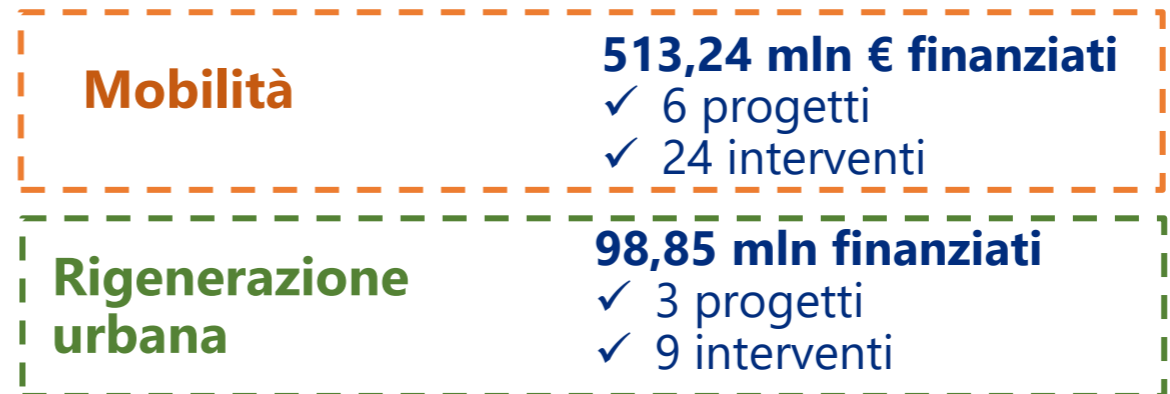 Mobilità
513,24 mln € finanziati
✓ 6 progetti
✓ 24 interventi
Rigenerazione
urbana
98,85 mln finanziati
✓ 3 progetti
✓ 9 interventi